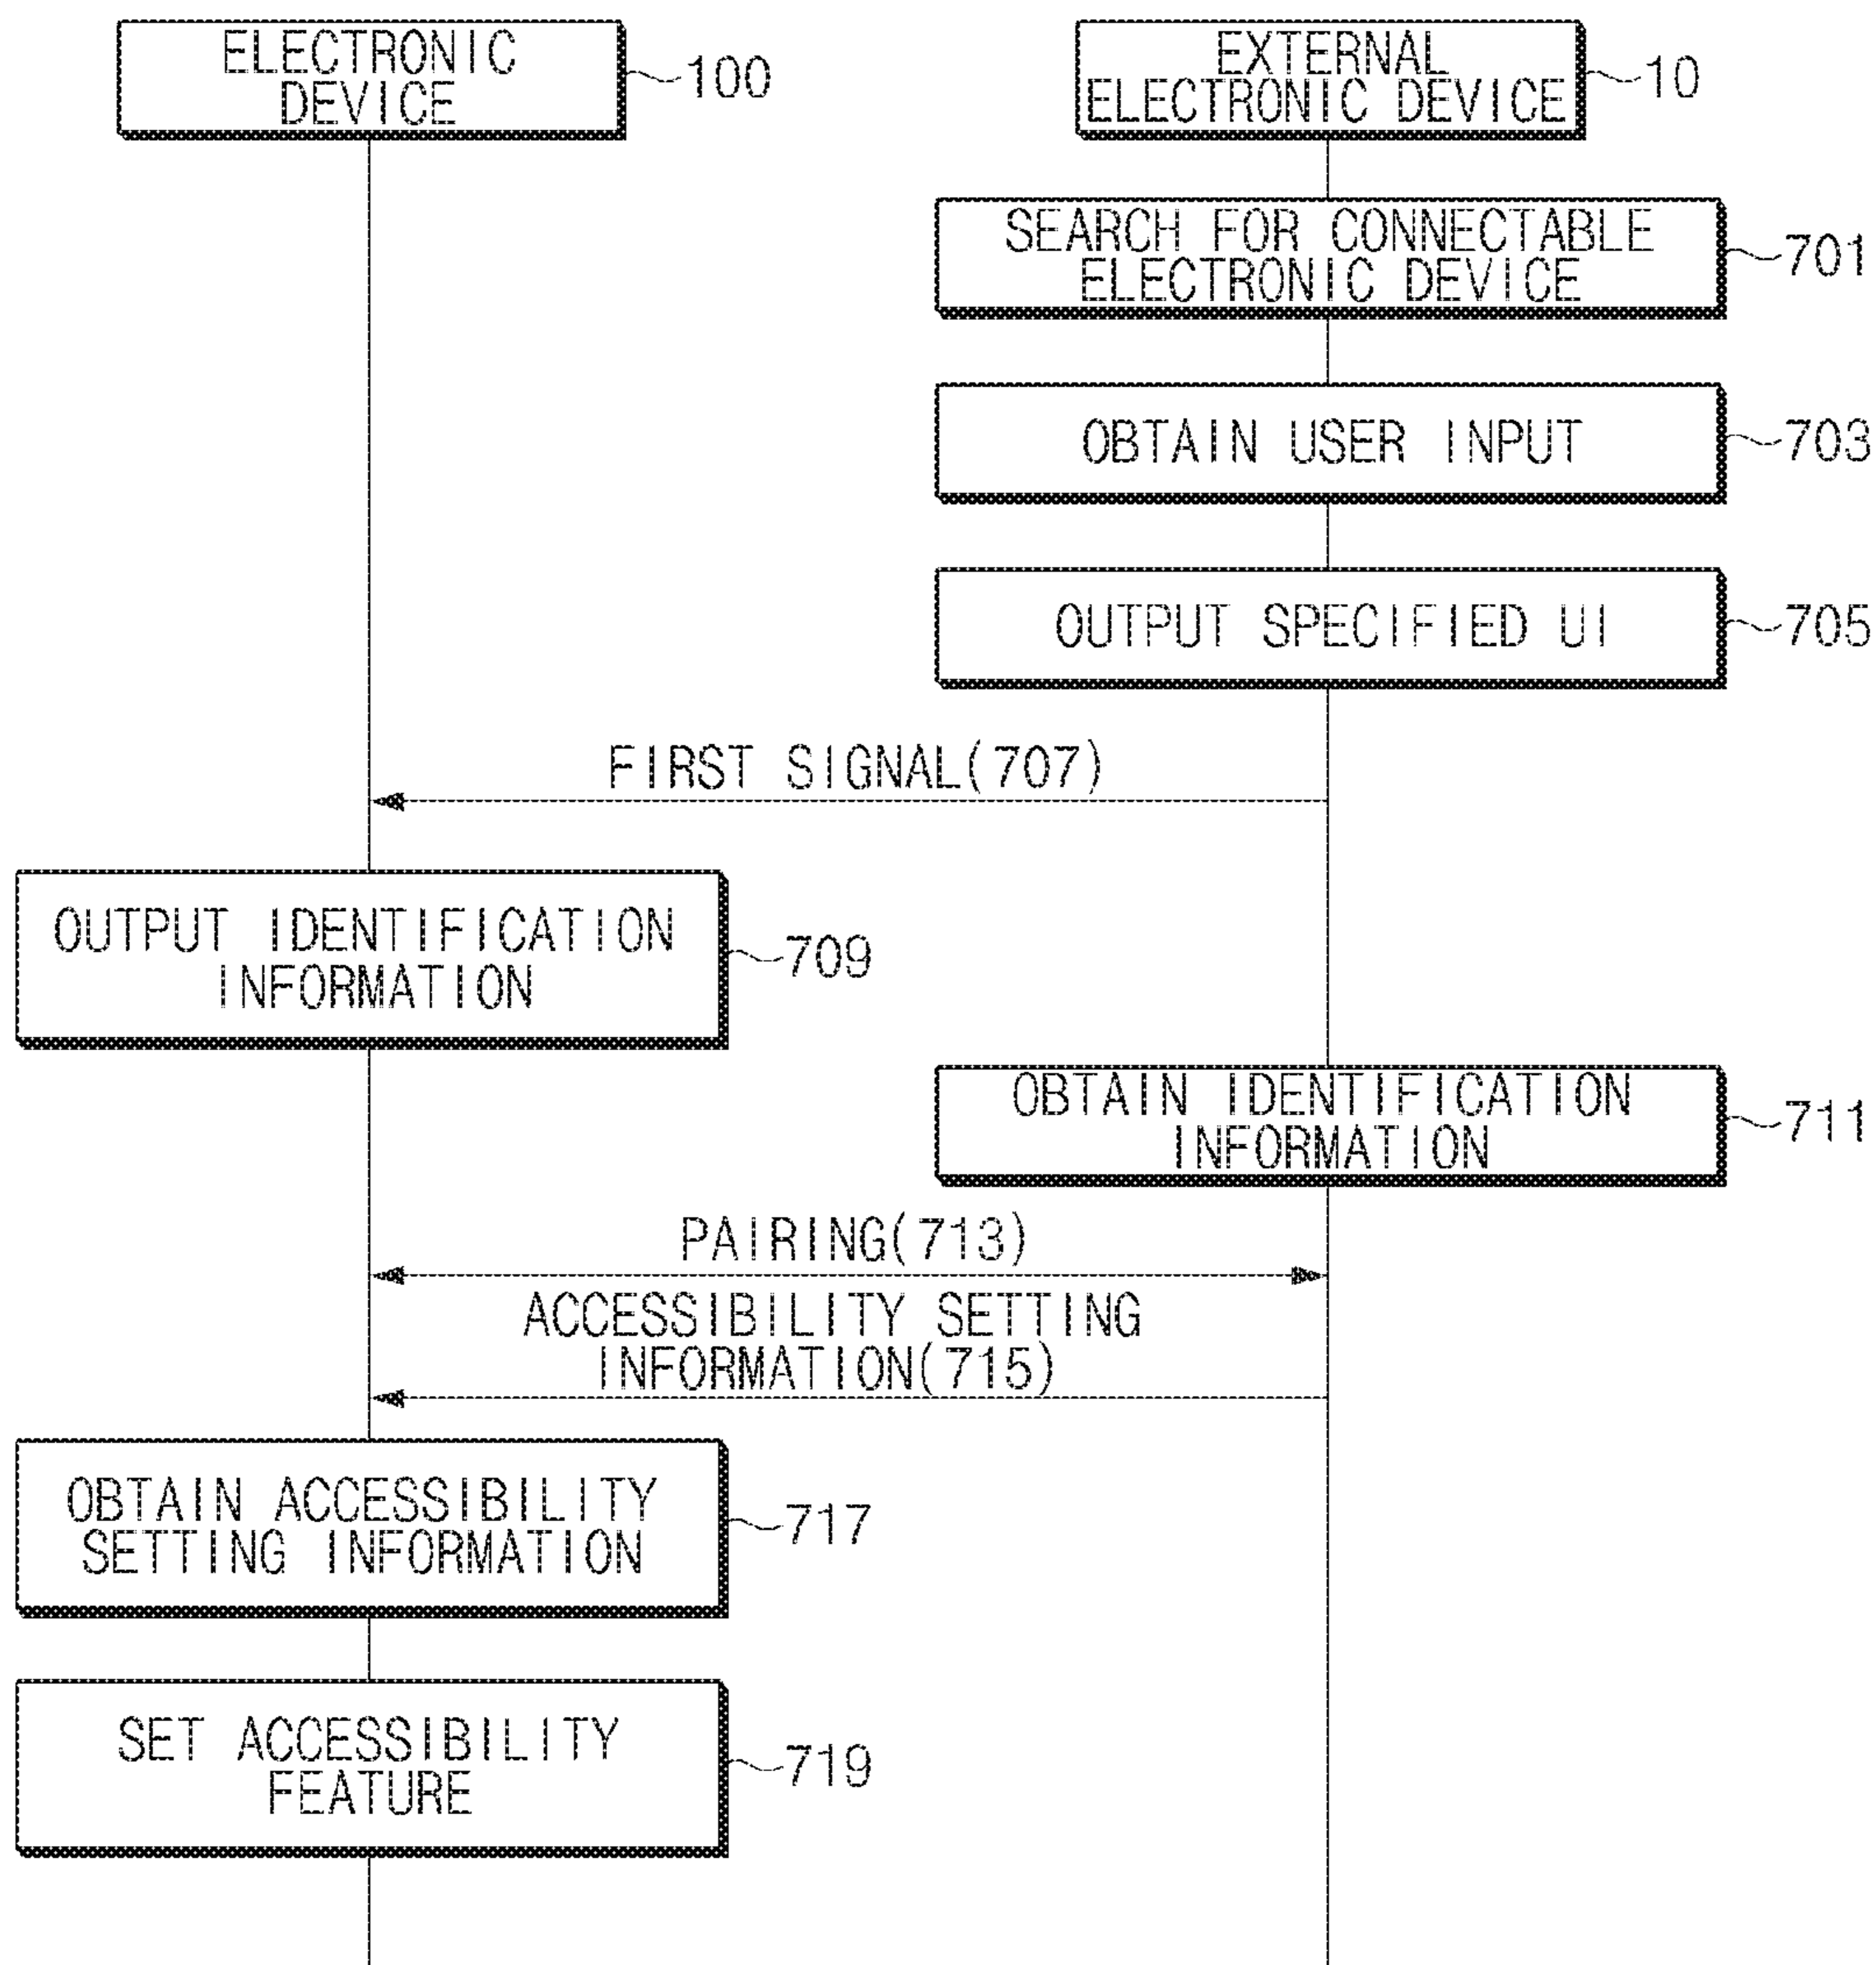 ELECTRONIC
DEVICE
100
EXTERNAL
ELECTRONIC DEVICE
10
SEARCH FOR CONNECTABLE
ELECTRONIC DEVICE
701
OBTAIN USER INPUT
703
OUTPUT SPECIFIED UI
705
FIRST SIGNAL(707)
OUTPUT IDENTIFICATION
INFORMATION
709
OBTAIN IDENTIFICATION
INFORMATION
711
PAIRING(713)
ACCESSIBILITY SETTING
INFORMATION(715)
OBTAIN ACCESSIBILITY
SETTING INFORMATION
717
SET ACCESSIBILITY
FEATURE
719